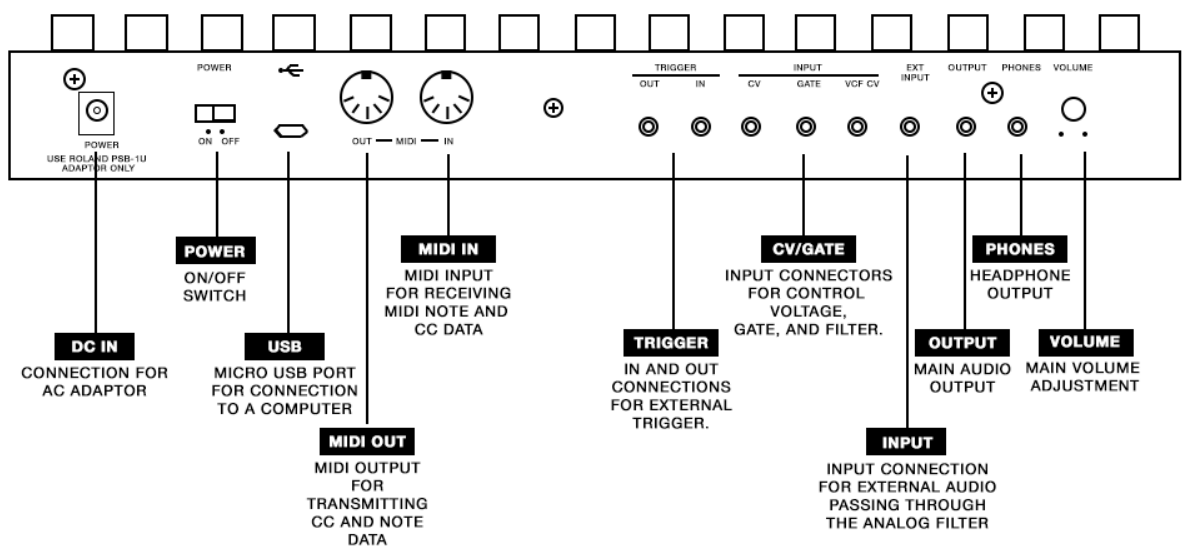 POWER
TRIGGER
INPUT
EXT
INPUT
OUTPUT
PHONES
VOLUME
OUT
IN
CV
GATE
VCF CV
ON OFF
OUT — MIDI — IN
POWER
USE ROLAND PSB-1U
ADAPTOR ONLY
POWER
ON/OFF
SWITCH
MIDI IN
MIDI INPUT
FOR RECEIVING
MIDI NOTE AND
CC DATA
CV/GATE
INPUT CONNECTORS
FOR CONTROL
VOLTAGE,
GATE, AND FILTER.
PHONES
HEADPHONE
OUTPUT
DC IN
CONNECTION FOR
AC ADAPTOR
USB
MICRO USB PORT
FOR CONNECTION
TO A COMPUTER
TRIGGER
IN AND OUT
CONNECTIONS
FOR EXTERNAL
TRIGGER.
OUTPUT
MAIN AUDIO
OUTPUT
VOLUME
MAIN VOLUME
ADJUSTMENT
MIDI OUT
MIDI OUTPUT
FOR
TRANSMITTING
CC AND NOTE
DATA
INPUT
INPUT CONNECTION
FOR EXTERNAL AUDIO
PASSING THROUGH
THE ANALOG FILTER